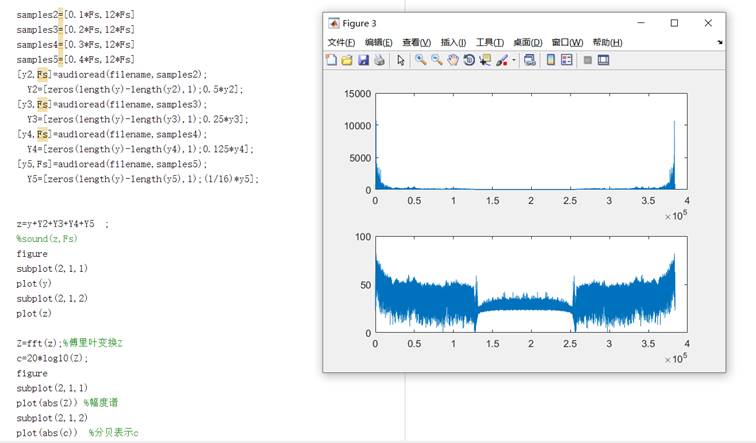 samples2=[0.1*Fs,12*Fs]
samples3=[0.2*Fs,12*Fs]
samples4=[0.3*Fs,12*Fs]
samples5=[0.4*Fs,12*Fs]
[y2,Fs]=audioread(filename,samples2);
Y2=[zeros(length(y)-length(y2),1);0.5*y2];
[y3,Fs]=audioread(filename,samples3);
Y3=[zeros(length(y)-length(y3),1);0.25*y3];
[y4,Fs]=audioread(filename,samples4);
Y4=[zeros(length(y)-length(y4),1);0.125*y4];
[y5,Fs]=audioread(filename,samples5);
Y5=[zeros(length(y)-length(y5),1);(1/16)*y5];
z=y+Y2+Y3+Y4+Y5 ;
%sound(z,Fs)
figure
subplot(2,1,1)
plot(y)
subplot(2,1,2)
plot(z)
Z=fft(z);%傅里叶变换Z
c=20*log10(Z);
figure
subplot(2,1,1)
plot(abs(Z)) %幅度谱
subplot(2,1,2)
plot(abs(c)) %分贝表示c
Figure 3
文件(F) 编辑(E) 查看(V) 插入(I) 工具(T) 桌面(D) 窗口(W) 帮助(H)
15000
10000
5000
0
0 0.5 1 1.5 2 2.5 3 3.5 4
×10^5
100
50
0
0 0.5 1 1.5 2 2.5 3 3.5 4
×10^5